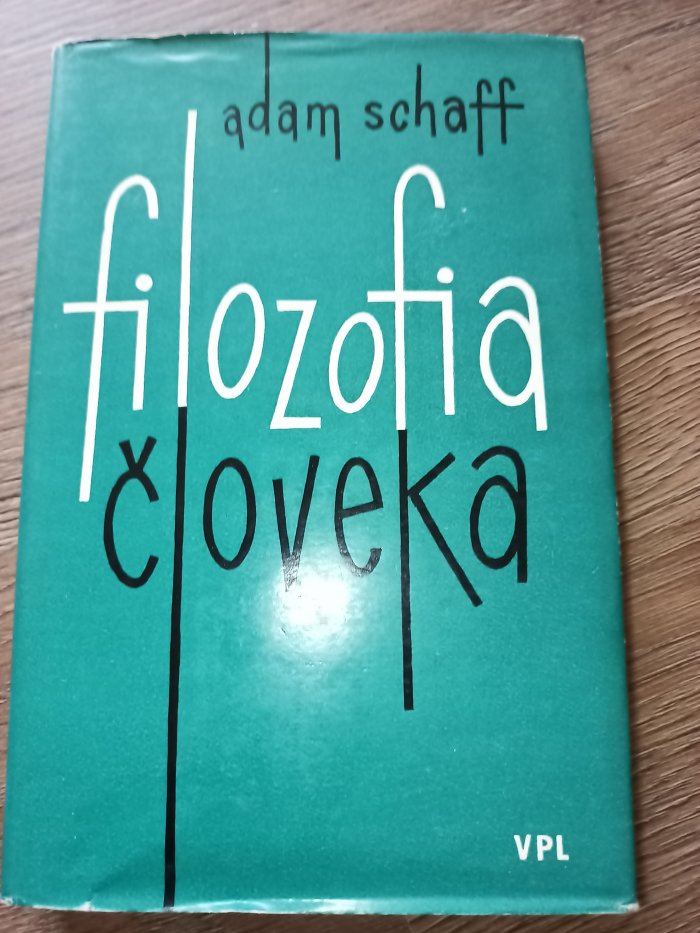 adam schaff
filozofia
človeka
VPL